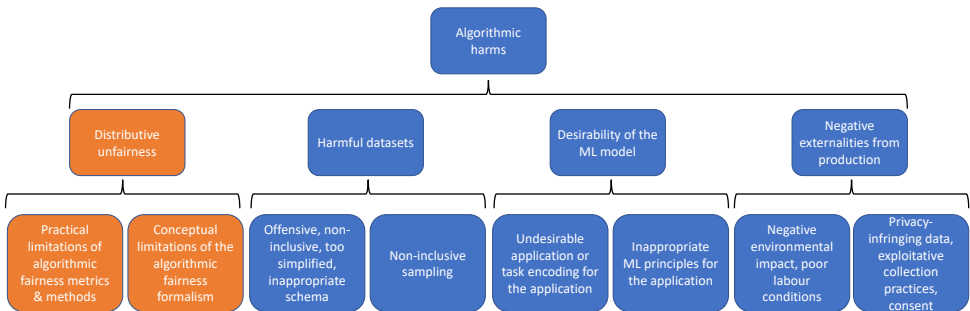 Algorithmic
harms
Distributive
unfairness
Harmful datasets
Desirability of the
ML model
Negative
externalities from
production
Practical
limitations of
algorithmic
fairness metrics
& methods
Conceptual
limitations of the
algorithmic
fairness
formalism
Offensive, non-
inclusive, too
simplified,
inappropriate
schema
Non-inclusive
sampling
Undesirable
application or
task encoding for
the application
Inappropriate
ML principles for
the application
Negative
environmental
impact, poor
labour
conditions
Privacy-
infringing data,
exploitative
collection
practices,
consent